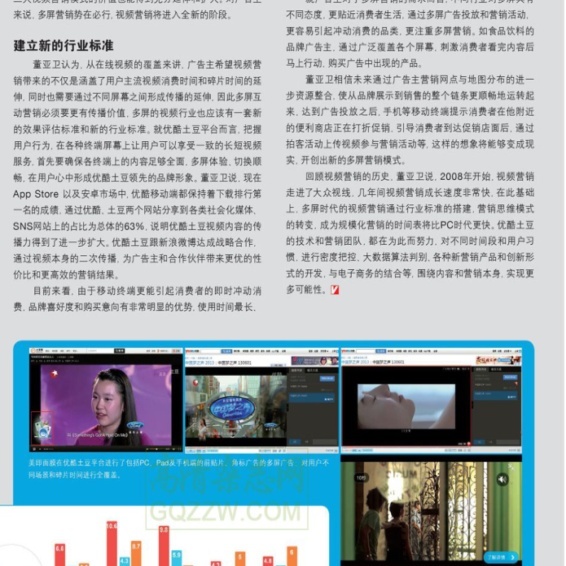 来说, 多屏营销势在必行, 视频营销将进入全新的阶段。
建立新的行业标准
董亚卫认为, 从在线视频的覆盖来讲, 广告主希望视频营
销带来的不仅是涵盖了用户主流视频消费时间和碎片时间的延
伸, 同时也需要通过不同屏幕之间形成传播的延伸, 因此多屏互
动营销必须要更有传播价值, 多屏的视频行业也应该有一套新
的效果评估标准和新的行业标准。就优酷土豆平台而言, 把握
用户行为, 在各种终端屏幕上让用户可以享受一致的长短视频
服务, 首先要确保各终端上的内容足够全面, 多屏体验, 切换顺
畅, 在用户心中形成优酷土豆领先的品牌形象。董亚卫说, 现在
App Store 以及安卓市场中, 优酷移动端都保持着下载排行第
一名的成绩, 通过优酷、土豆两个网站分享到各类社会化媒体、
SNS网站上的占比为总体的63%, 说明优酷土豆视频内容的传
播力得到了进一步扩大。优酷土豆跟新浪微博达成战略合作,
通过视频本身的二次传播, 为广告主和合作伙伴带来更优的性
价比和更高效的营销结果。
目前来看, 由于移动终端更能引起消费者的即时冲动消
费, 品牌喜好度和购买意向有非常明显的优势, 使用时间最长,
不同态度, 更贴近消费者生活, 通过多屏广告投放和营销活动,
更容易引起冲动消费的品类, 更注重多屏营销。如食品饮料的
品牌广告主, 通过广泛覆盖各个屏幕, 刺激消费者看完内容后
马上行动, 购买广告中出现的产品。
董亚卫相信未来通过广告主营销网点与地图分布的进一
步资源整合, 使从品牌展示到销售的整个链条更顺畅地运转起
来, 达到广告投放之后, 手机等移动终端提示消费者在他附近
的便利商店正在打折促销, 引导消费者到达促销店面后, 通过
拍客活动上传视频参与营销活动等, 这样的想象将能够变成现
实, 开创出新的多屏营销模式。
回顾视频营销的历史, 董亚卫说, 2008年开始, 视频营销
走进了大众视线, 几年间视频营销成长速度非常快, 在此基础
上, 多屏时代的视频营销通过行业标准的搭建, 营销思维模式
的转变, 成为规模化营销的时间表将比PC时代更快。优酷土豆
的技术和营销团队, 都在为此而努力, 对不同时间段和用户习
惯, 进行密度把控, 大数据算法判别, 各种新营销产品和创新形
式的开发, 与电子商务的结合等, 围绕内容和营销本身, 实现更
多可能性。
美即面膜在优酷土豆平台进行了包括PC、Pad及手机端的前贴片、角标广告的多屏广告, 对用户不
同场景和碎片时间进行全覆盖。
GQZZW.COM